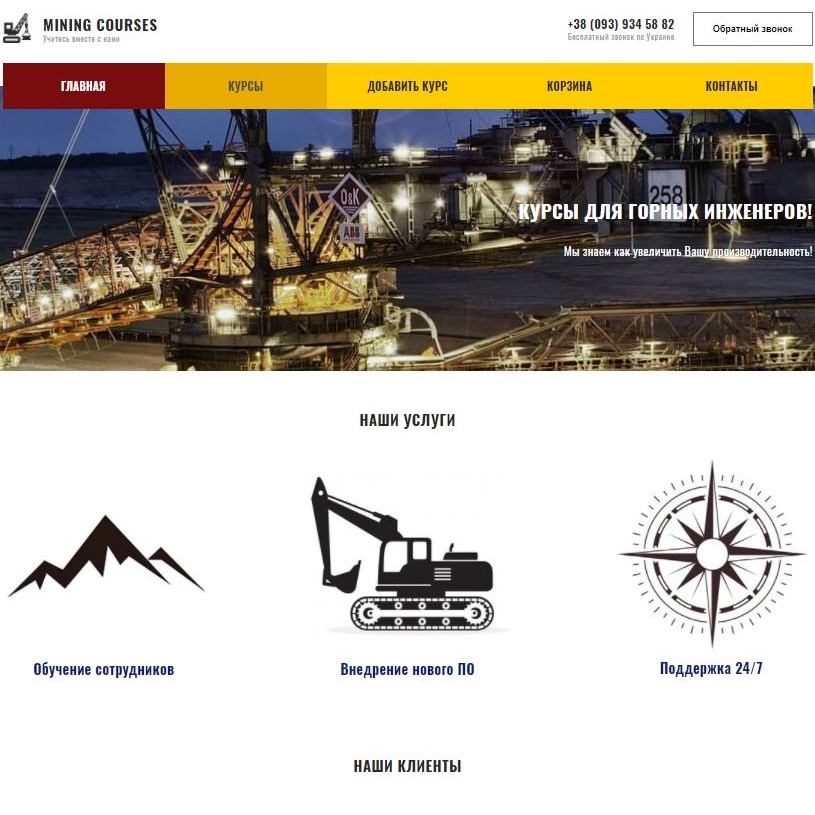 MINING COURSES
Учитесь вместе с нами
+38 (093) 934 58 82
Бесплатный звонок по Украине
Обратный звонок
ГЛАВНАЯ
КУРСЫ
ДОБАВИТЬ КУРС
КОРЗИНА
КОНТАКТЫ
O&K
ABB
258
КУРСЫ ДЛЯ ГОРНЫХ ИНЖЕНЕРОВ!
Мы знаем как увеличить Вашу производительность!
НАШИ УСЛУГИ
Обучение сотрудников
Внедрение нового ПО
Поддержка 24/7
НАШИ КЛИЕНТЫ